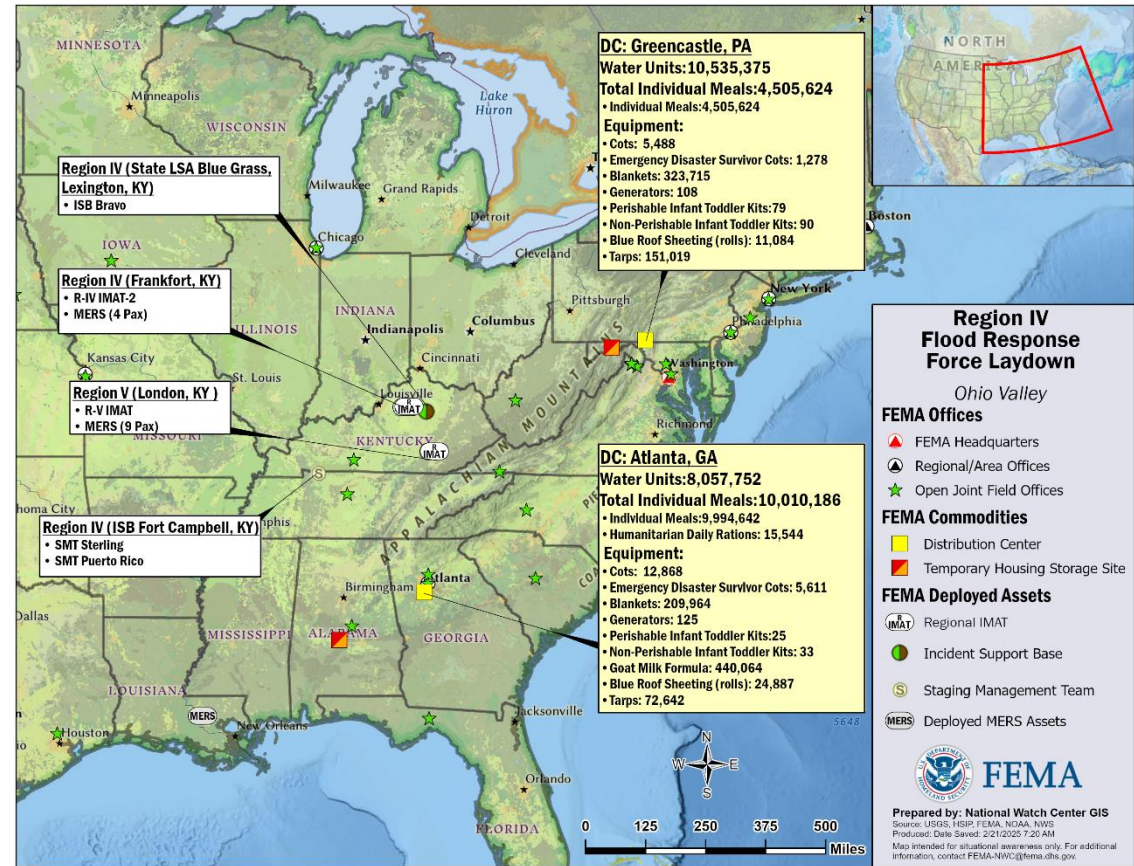 MINNESOTA
Minneapolis
WISCONSIN
Lake
Huron
Milwaukee
Grand Rapids
Detroit
Chicago
IOWA
Cleveland
Boston
New York
Pittsburgh
Philadelphia
INDIANA
Indianapolis
Columbus
ILLINOIS
Kansas City
St. Louis
Cincinnati
Washington
Louisville
MISSOURI
KENTUCKY
Richmond
APPALACHIAN MOUNTAINS
homa City
mphis
PIE
COA
Atlanta
Birmingham
Dallas
MISSISSIPPI
ALABAMA
GEORGIA
LOUISIANA
Jacksonville
New Orleans
io
Houston
Orlando
FLORIDA
5648
R
IMAT
R
IMAT
S
MERS
Region IV (State LSA Blue Grass,
Lexington, KY)
• ISB Bravo
Region IV (Frankfort, KY)
• R-IV IMAT-2
• MERS (4 Pax)
Region V (London, KY )
• R-V IMAT
• MERS (9 Pax)
Region IV (ISB Fort Campbell, KY)
• SMT Sterling
• SMT Puerto Rico
DC: Greencastle, PA
Water Units:10,535,375
Total Individual Meals:4,505,624
• Individual Meals:4,505,624
Equipment:
• Cots: 5,488
• Emergency Disaster Survivor Cots: 1,278
• Blankets: 323,715
• Generators: 108
• Perishable Infant Toddler Kits:79
• Non-Perishable Infant Toddler Kits: 90
• Blue Roof Sheeting (rolls): 11,084
• Tarps: 151,019
DC: Atlanta, GA
Water Units:8,057,752
Total Individual Meals:10,010,186
• Individual Meals:9,994,642
• Humanitarian Daily Rations: 15,544
Equipment:
• Cots: 12,868
• Emergency Disaster Survivor Cots: 5,611
• Blankets: 209,964
• Generators: 125
• Perishable Infant Toddler Kits:25
• Non-Perishable Infant Toddler Kits: 33
• Goat Milk Formula: 440,064
• Blue Roof Sheeting (rolls): 24,887
• Tarps: 72,642
N
W E
S
0 125 250 375 500
Miles
NORTH
AMERICA
Region IV
Flood Response
Force Laydown
Ohio Valley
FEMA Offices
FEMA Headquarters
Regional/Area Offices
Open Joint Field Offices
FEMA Commodities
Distribution Center
Temporary Housing Storage Site
FEMA Deployed Assets
R
IMAT
Regional IMAT
Incident Support Base
S
Staging Management Team
MERS
Deployed MERS Assets
U.S. DEPARTMENT OF
HOMELAND SECURITY
FEMA
Prepared by: National Watch Center GIS
Source: USGS, HSIP, FEMA, NOAA, NWS
Produced: Date Saved: 2/21/2025 7:20 AM
Map intended for situational awareness only. For additional
information, contact FEMA-NWC@fema.dhs.gov.